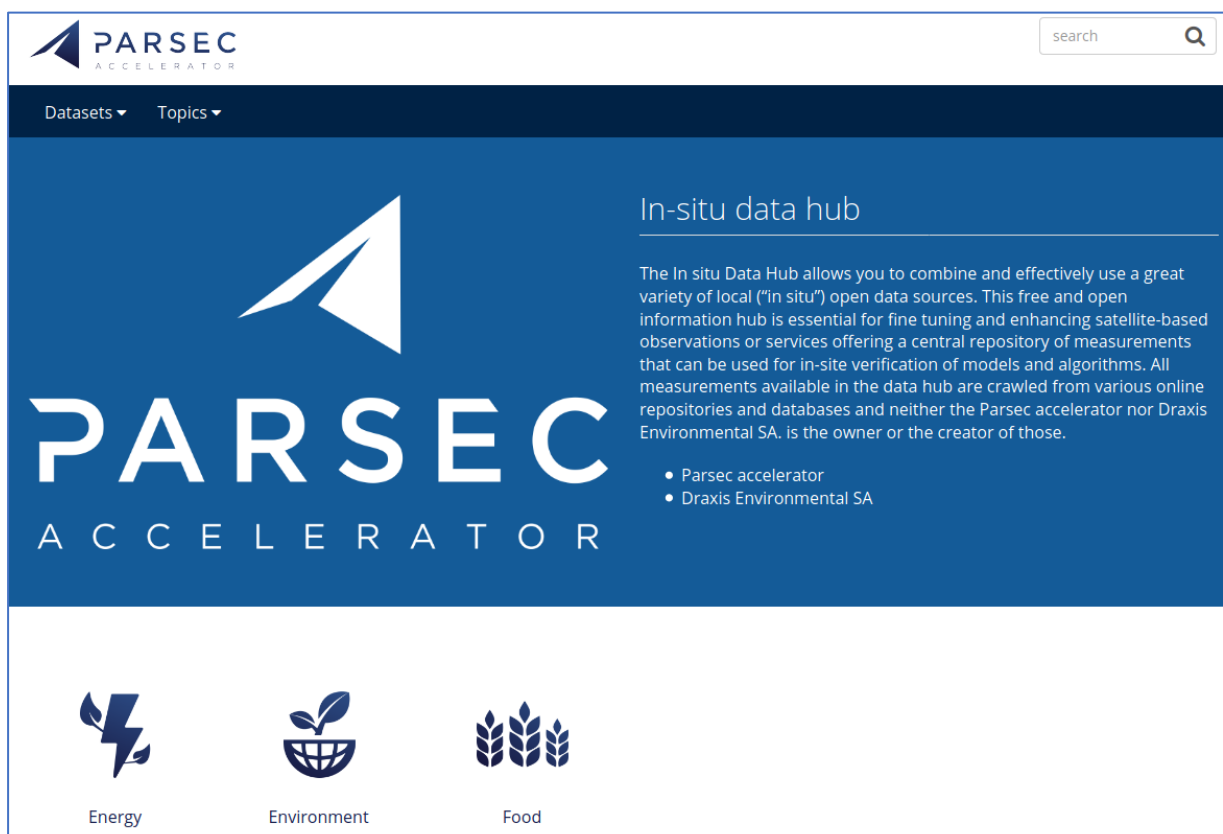 PARSEC
ACCELERATOR
search
Datasets
Topics
PARSEC
ACCELERATOR
In-situ data hub
The In situ Data Hub allows you to combine and effectively use a great
variety of local (“in situ”) open data sources. This free and open
information hub is essential for fine tuning and enhancing satellite-based
observations or services offering a central repository of measurements
that can be used for in-site verification of models and algorithms. All
measurements available in the data hub are crawled from various online
repositories and databases and neither the Parsec accelerator nor Draxis
Environmental SA. is the owner or the creator of those.
• Parsec accelerator
• Draxis Environmental SA
Energy
Environment
Food